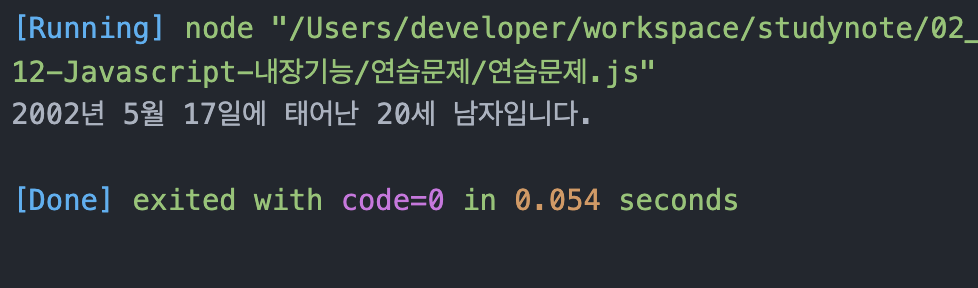 [Running] node "/Users/developer/workspace/studynote/02_
12-Javascript-내장기능/연습문제/연습문제.js"
2002년 5월 17일에 태어난 20세 남자입니다.
[Done] exited with code=0 in 0.054 seconds